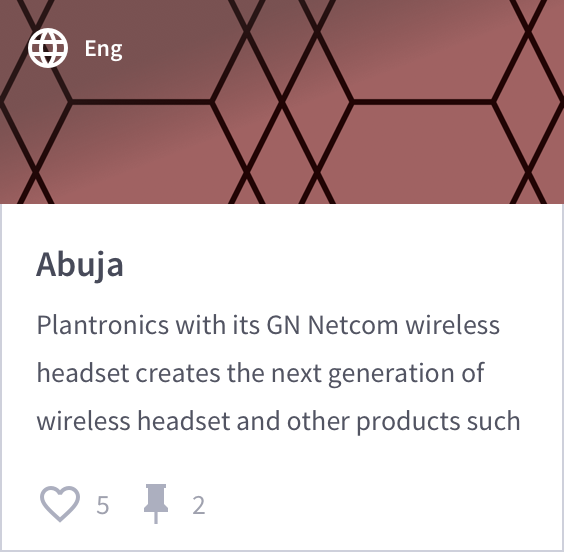 Eng
Abuja
Plantronics with its GN Netcom wireless
headset creates the next generation of
wireless headset and other products such
5 2